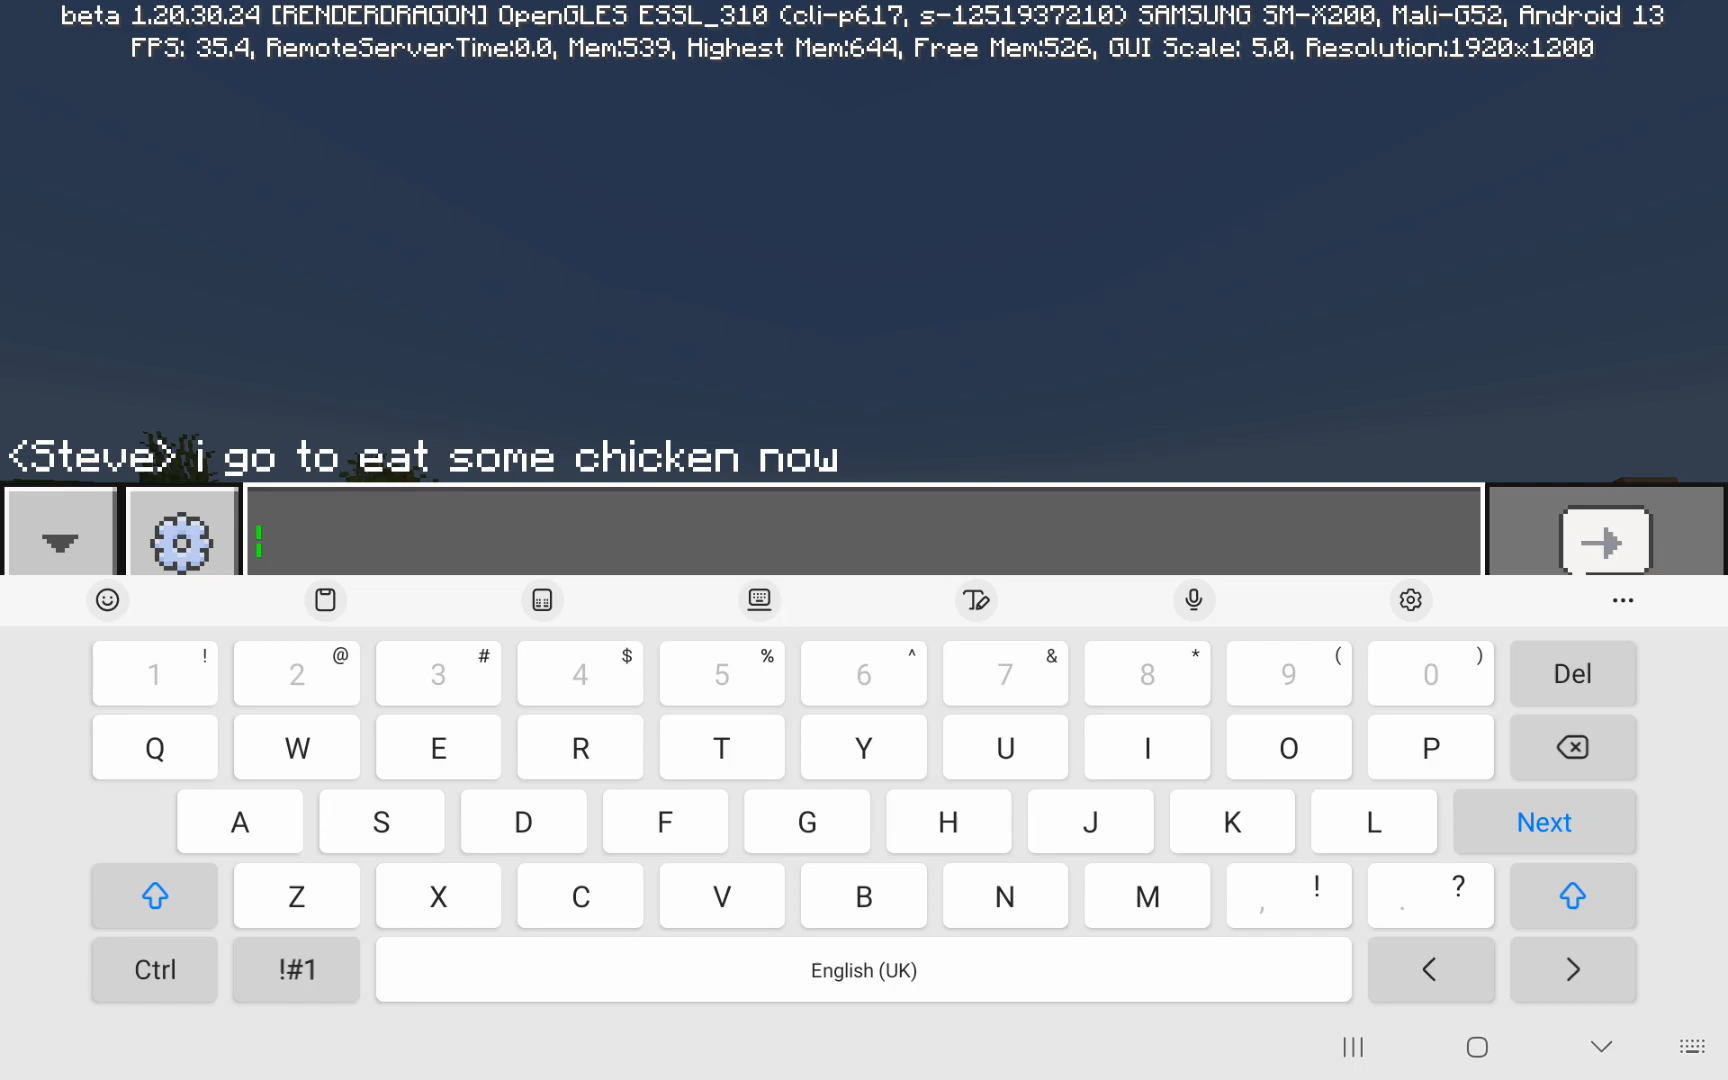 beta 1.20.30.24 [RENDERDRAGON] OpenGLES ESSL_310 (cli-p617, s-1251937210) SAMSUNG SM-X200, Mali-G52, Android 13
FPS: 35.4, RemoteServerTime:0.0, Mem:539, Highest Mem:644, Free Mem:526, GUI Scale: 5.0, Resolution:1920x1200
<Steve> i go to eat some chicken now
1 ! 2 @ 3 # 4 $ 5 % 6 ^ 7 & 8 * 9 ( 0 ) Del
Q W E R T Y U I O P
A S D F G H J K L Next
Z X C V B N M , ! . ?
Ctrl !#1 English (UK) < >